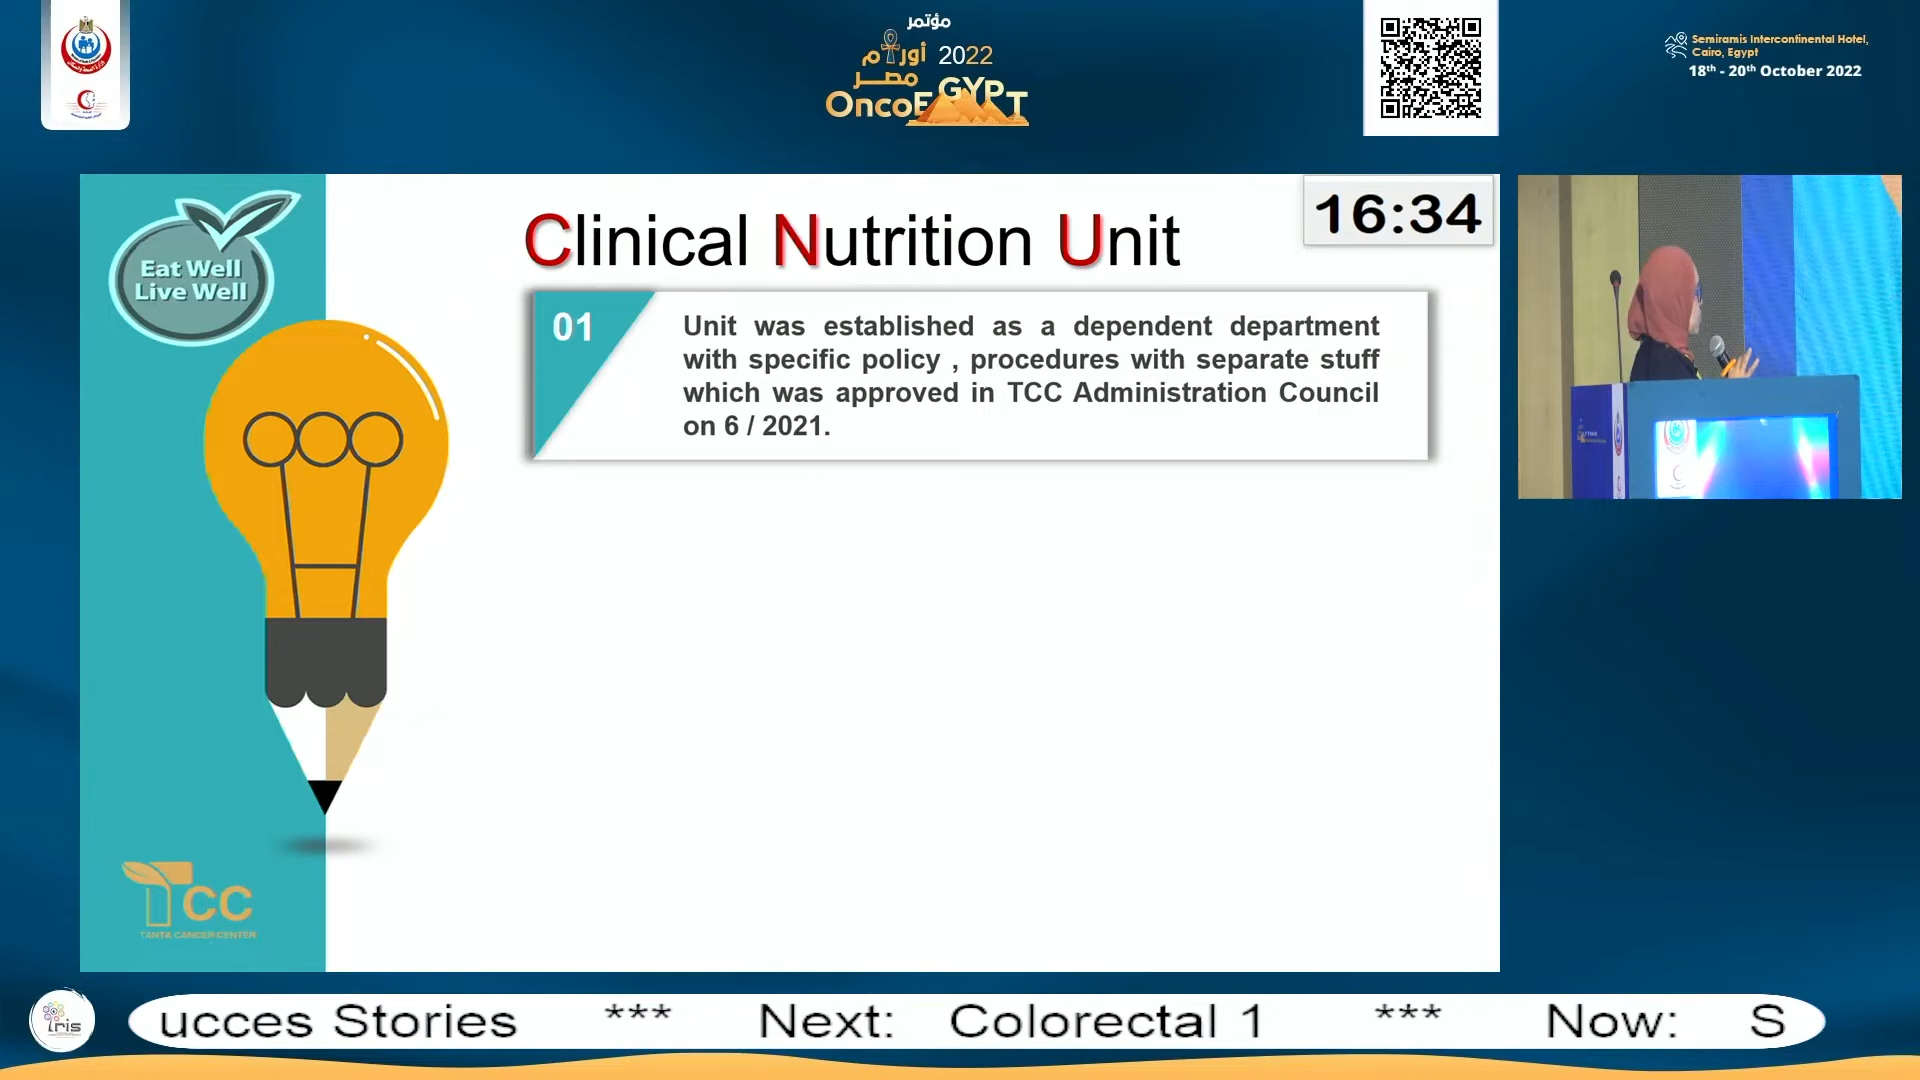 مؤتمر
أورام 2022
مصر
OncoEGYPT
Semiramis Intercontinental Hotel,
Cairo, Egypt
18th - 20th October 2022
Eat Well
Live Well
Clinical Nutrition Unit
16:34
01
Unit was established as a dependent department
with specific policy , procedures with separate stuff
which was approved in TCC Administration Council
on 6 / 2021.
TCC
TANTA CANCER CENTER
iris
ucces Stories *** Next: Colorectal 1 *** Now: S